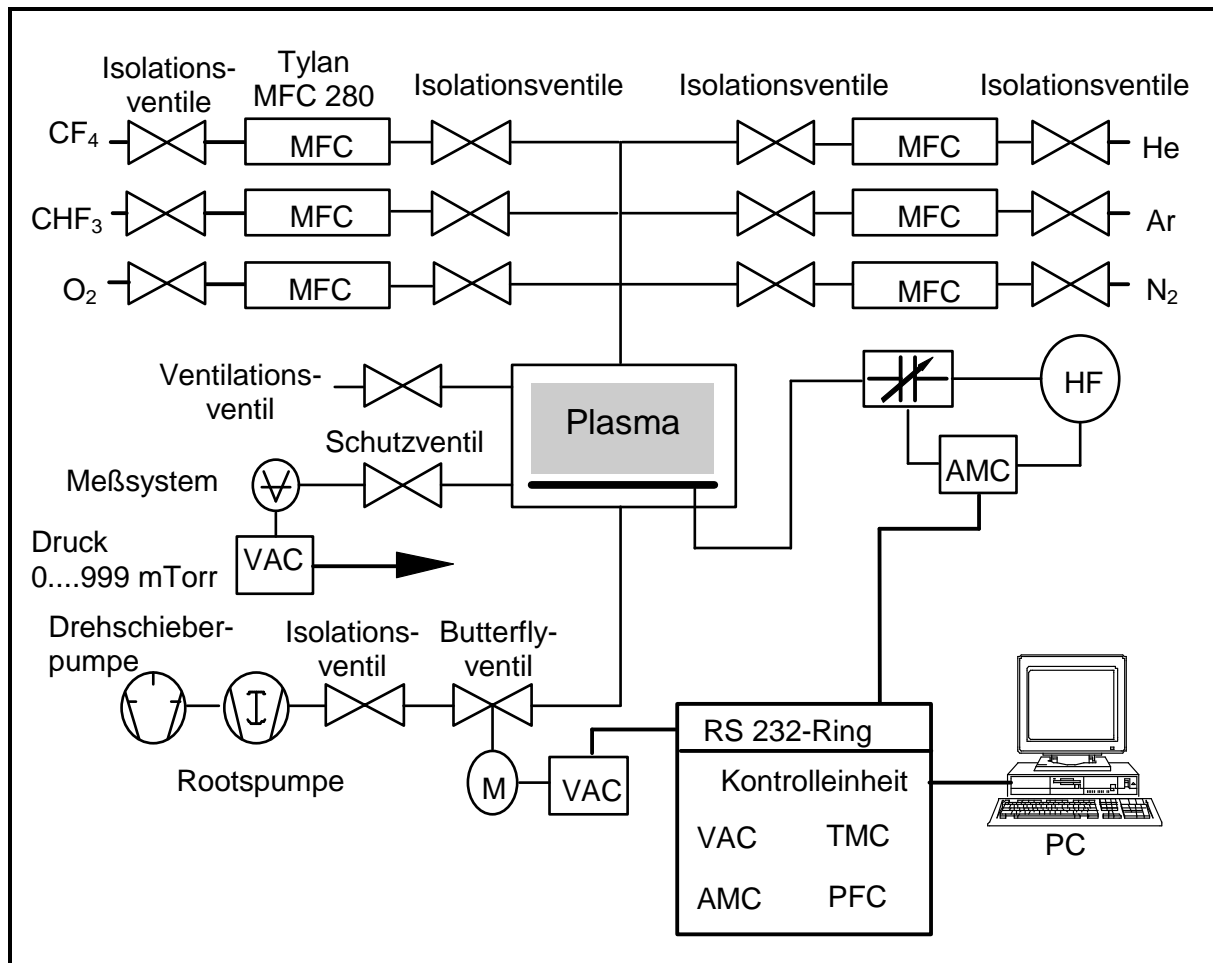 Isolations-
ventile
Tylan
MFC 280
Isolationsventile
Isolationsventile
Isolationsventile
CF4
MFC
MFC
He
CHF3
MFC
MFC
Ar
O2
MFC
MFC
N2
Ventilations-
ventil
Plasma
HF
Schutzventil
AMC
Meßsystem
Druck
0....999 mTorr
VAC
Drehschieber-
pumpe
Isolations-
ventil
Butterfly-
ventil
Rootspumpe
M
VAC
RS 232-Ring
Kontrolleinheit
VAC
TMC
AMC
PFC
PC